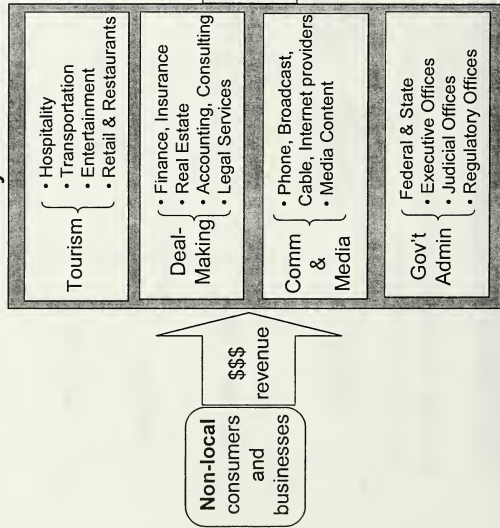 Non-local
consumers
and
businesses
$$$
revenue
Tourism
• Hospitality
• Transportation
• Entertainment
• Retail & Restaurants
Deal-
Making
• Finance, Insurance
• Real Estate
• Accounting, Consulting
• Legal Services
Comm
&
Media
• Phone, Broadcast,
Cable, Internet providers
• Media Content
Gov't
Admin
Federal & State
• Executive Offices
• Judicial Offices
• Regulatory Offices